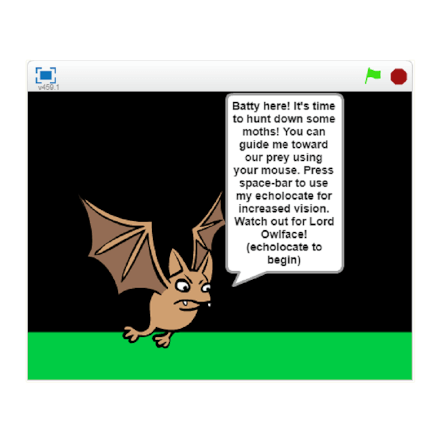 v459.1
Batty here! It's time
to hunt down some
moths! You can
guide me toward
our prey using
your mouse. Press
space-bar to use
my echolocate for
increased vision.
Watch out for Lord
Owlface!
(echolocate to
begin)